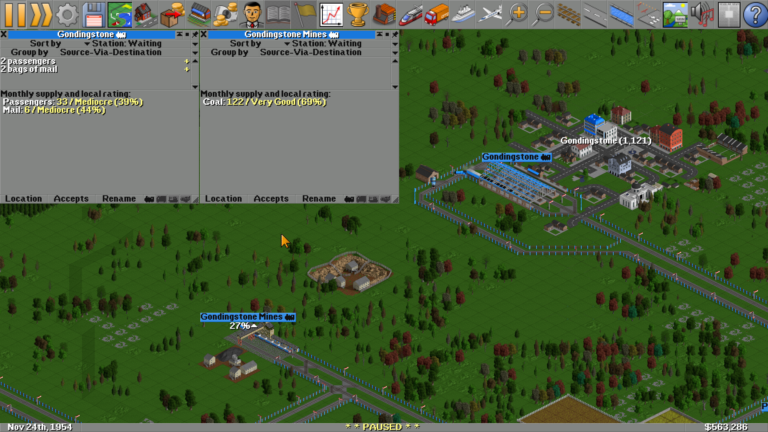 Gondingstone
Sort by Station: Waiting
Group by Source-Via-Destination
2 passengers +
2 bags of mail +
Monthly supply and local rating:
Passengers: 33 / Mediocre (39%)
Mail: 6 / Mediocre (44%)
Location Accepts Rename
Gondingstone Mines
Sort by Station: Waiting
Group by Source-Via-Destination
Monthly supply and local rating:
Coal: 122 / Very Good (69%)
Location Accepts Rename
Gondingstone (1,121)
Gondingstone
Gondingstone Mines
27%
Nov 24th, 1954
* * PAUSED * *
$563,286